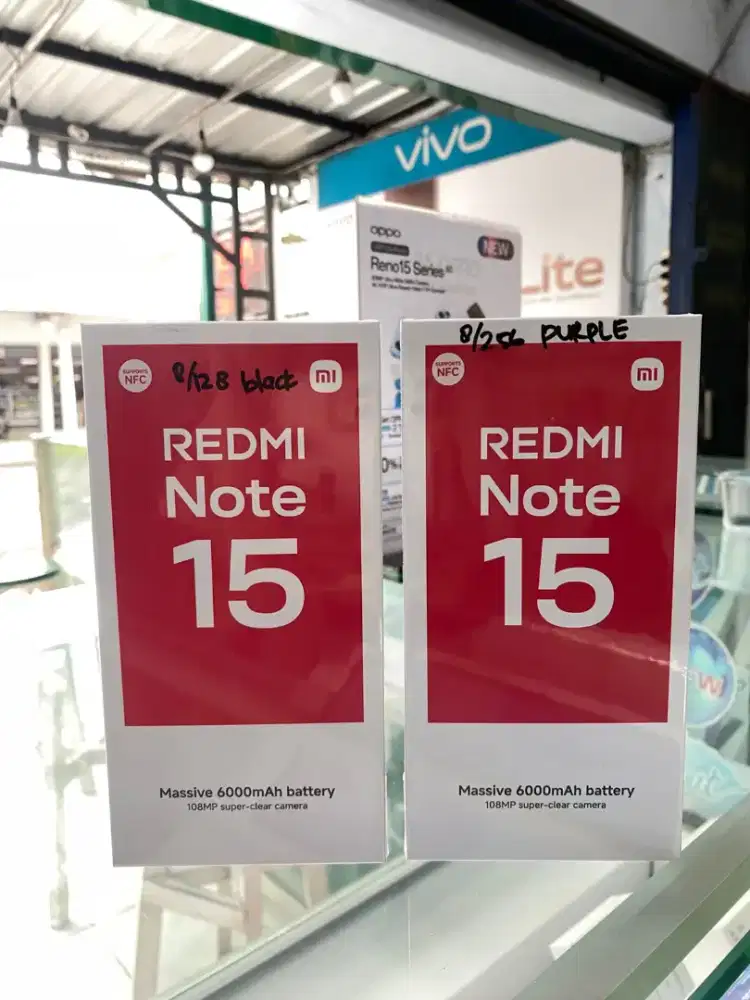 vivo
oppo
NEW
Reno15 Series
Lite
8/128 black
SUPPORTS
NFC
mi
REDMI
Note
15
Massive 6000mAh battery
108MP super-clear camera
8/256 PURPLE
SUPPORTS
NFC
mi
REDMI
Note
15
Massive 6000mAh battery
108MP super-clear camera